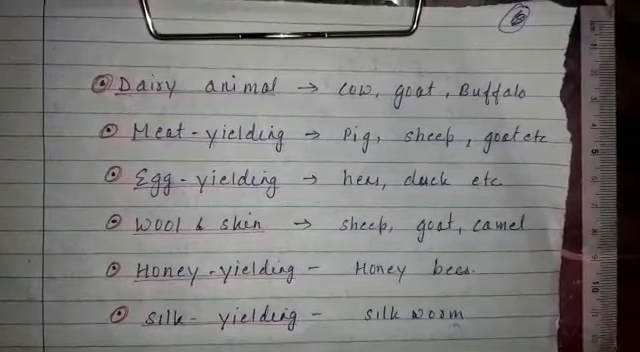 6
Dairy animal → cow, goat, Buffalo
Meat-yielding → Pig, sheep, goat etc
Egg-yielding → hen, duck etc
Wool & skin → sheep, goat, camel
Honey-yielding - Honey bees.
Silk-yielding - silk worm